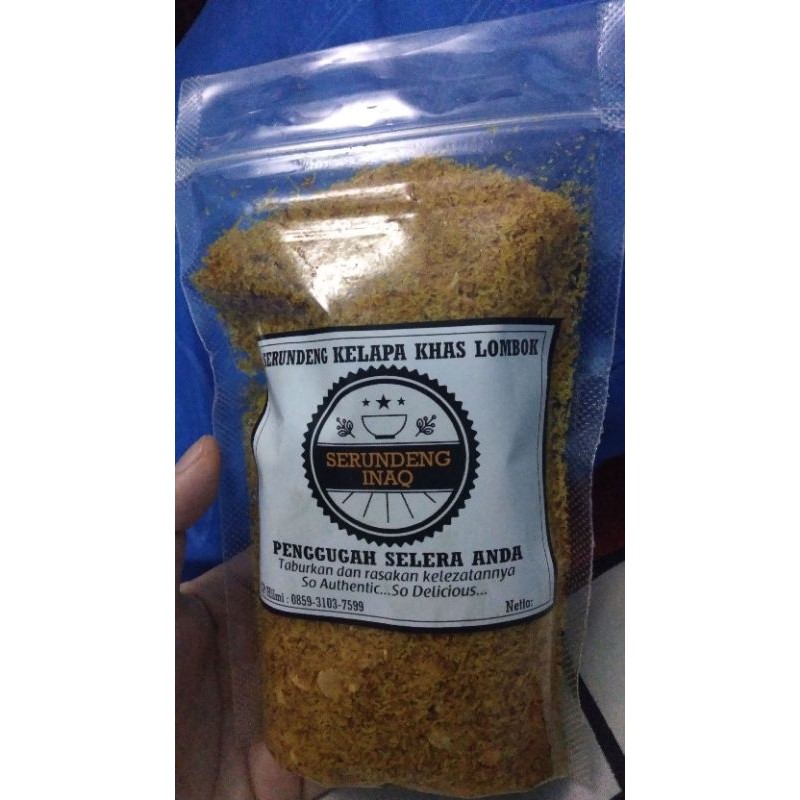 SERUNDENG KELAPA KHAS LOMBOK
SERUNDENG
INAQ
PENGGUGAH SELERA ANDA
Taburkan dan rasakan kelezatannya
So Authentic...So Delicious...
Hilmi : 0859-3103-7599
Netto: